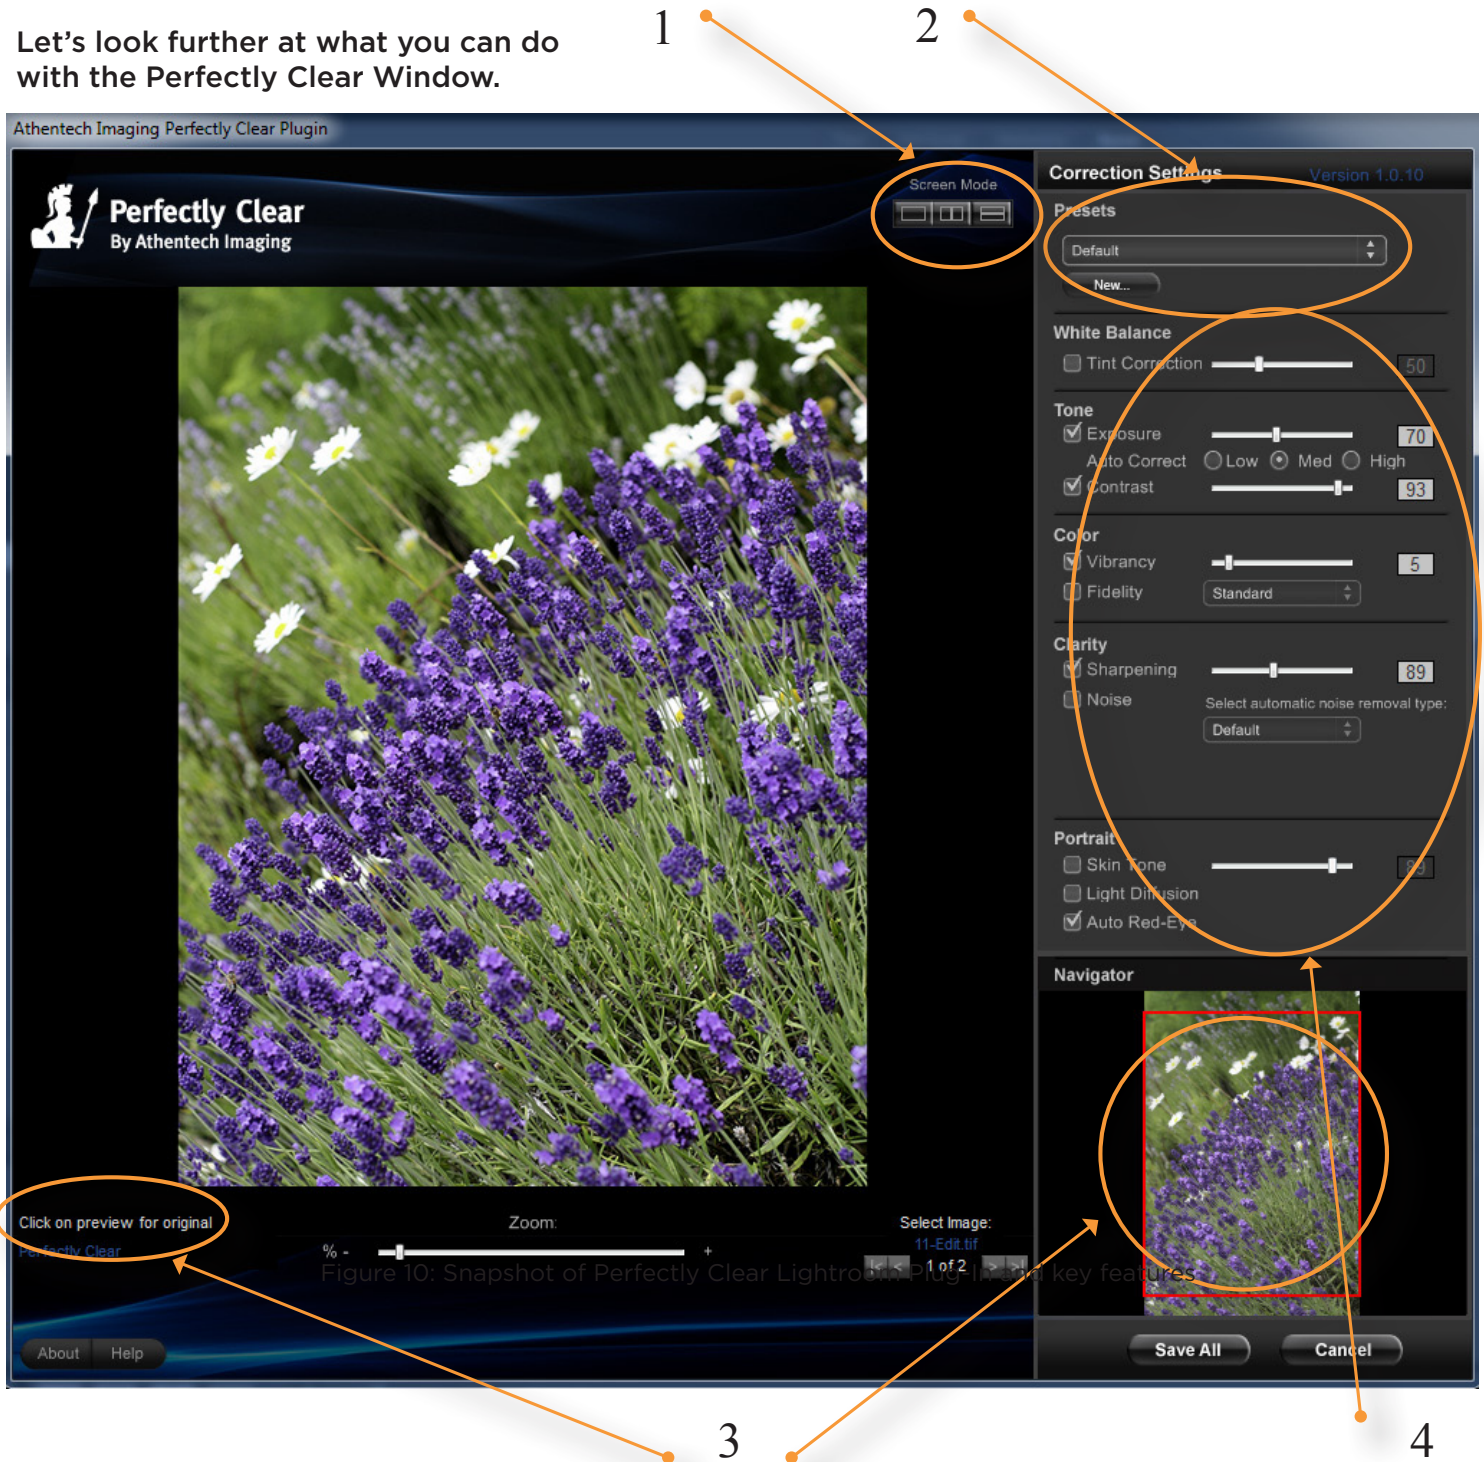 1
2
Let's look further at what you can do
with the Perfectly Clear Window.
Athentech Imaging Perfectly Clear Plugin
Perfectly Clear
By Athentech Imaging
Screen Mode
Correction Settings
Version 1.0.10
Presets
Default
New...
White Balance
Tint Correction
50
Tone
Exposure
70
Auto Correct Low Med High
Contrast
93
Color
Vibrancy
5
Fidelity
Standard
Clarity
Sharpening
89
Noise
Select automatic noise removal type:
Default
Portrait
Skin Tone
89
Light Diffusion
Auto Red-Eye
Navigator
Click on preview for original
Perfectly Clear
Zoom:
% -
+
Select Image:
11-Edit.tif
|< < 1 of 2 > >|
Figure 10: Snapshot of Perfectly Clear Lightroom Plug-In and key features
About
Help
Save All
Cancel
3
4